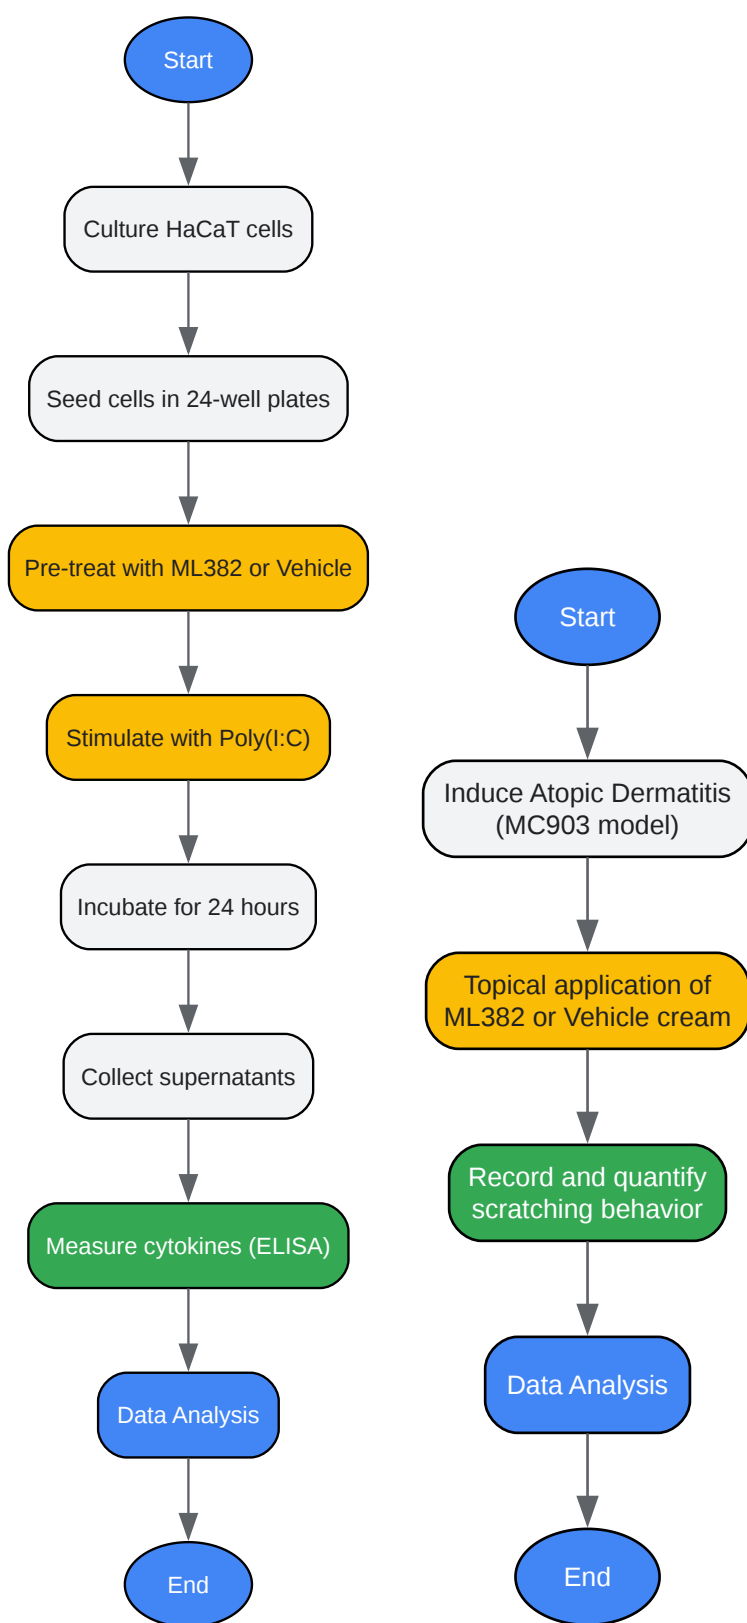 Start
Culture HaCaT cells
Seed cells in 24-well plates
Pre-treat with ML382 or Vehicle
Stimulate with Poly(I:C)
Incubate for 24 hours
Collect supernatants
Measure cytokines (ELISA)
Data Analysis
End
Start
Induce Atopic Dermatitis
(MC903 model)
Topical application of
ML382 or Vehicle cream
Record and quantify
scratching behavior
Data Analysis
End